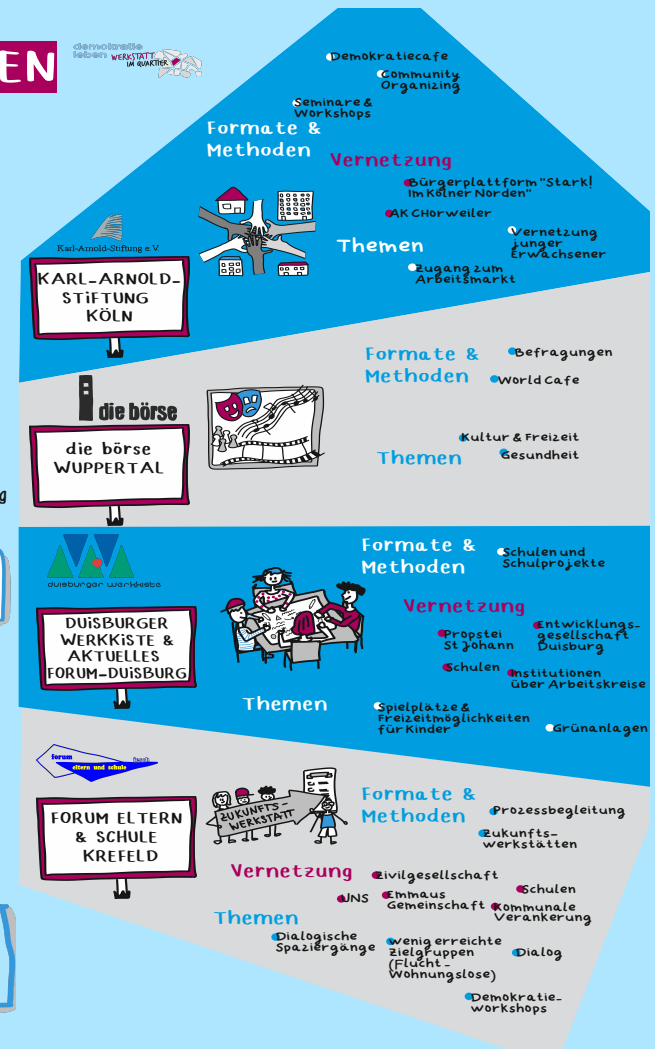 EN
demokratie
leben
WERKSTATT
IM QUARTIER
Demokratiecafe
Community
Organizing
Seminare &
Workshops
Formate &
Methoden
Vernetzung
Bürgerplattform "Stark!
Im Kölner Norden"
AK CHorweiler
Vernetzung
junger
Erwachsener
Themen
Zugang zum
Arbeitsmarkt
Karl-Arnold-Stiftung e.V.
KARL-ARNOLD-
STiFTUNG
KÖLN
Formate &
Methoden
Befragungen
World Cafe
Themen
Kultur & Freizeit
Gesundheit
die börse
die börse
WUPPERTAL
g
Formate &
Methoden
Schulen und
Schulprojekte
Vernetzung
Propstei
St Johann
Entwicklungs-
gesellschaft
Duisburg
Schulen
Institutionen
über Arbeitskreise
Themen
Spielplätze &
Freizeitmöglichkeiten
für Kinder
Grünanlagen
duisburger werkkiste
DUiSBURGER
WERKKiSTE &
AKTUELLES
FORUM-DUiSBURG
forum
eltern und schule
FORUM ELTERN
& SCHULE
KREFELD
ZUKUNFTS-
WERKSTATT
Formate &
Methoden
Prozessbegleitung
Zukunfts-
werkstätten
Vernetzung
Zivilgesellschaft
UNS
Emmaus
Gemeinschaft
Schulen
Kommunale
Verankerung
Themen
Dialogische
Spaziergänge
wenig erreichte
Zielgruppen
(Flucht-
Wohnungslose)
Dialog
Demokratie-
workshops